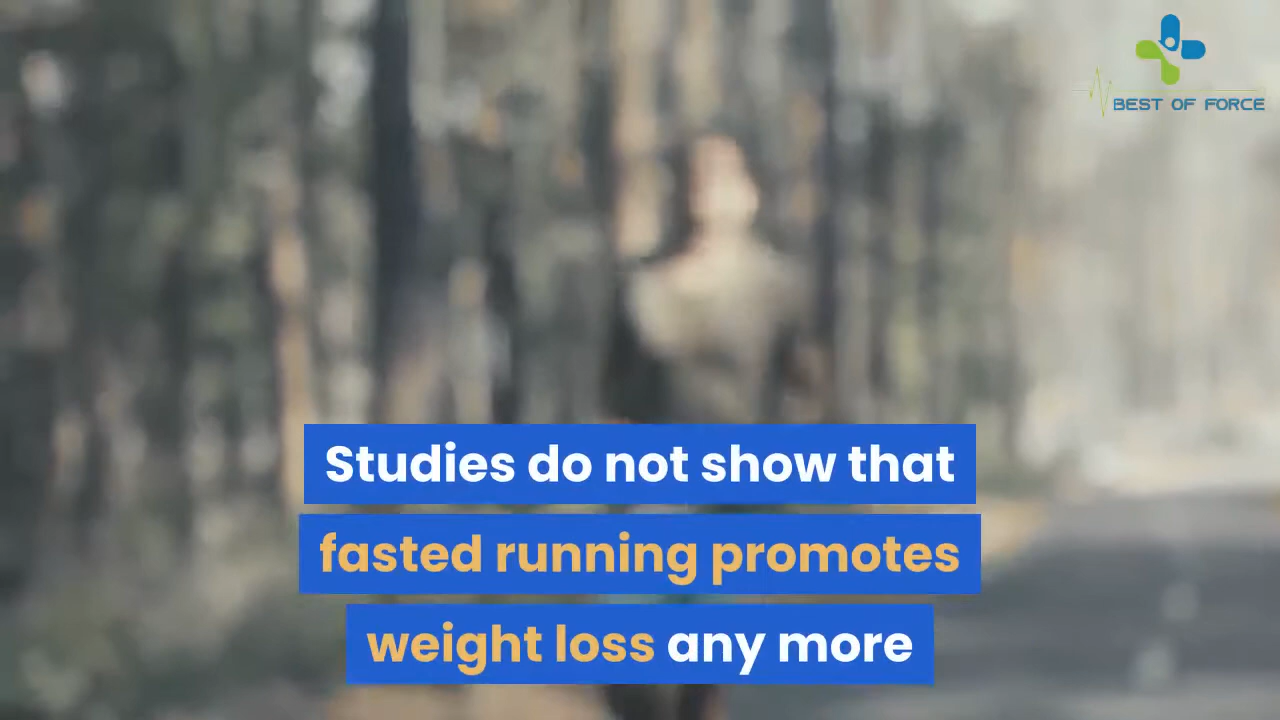 BEST OF FORCE
Studies do not show that
fasted running promotes
weight loss any more